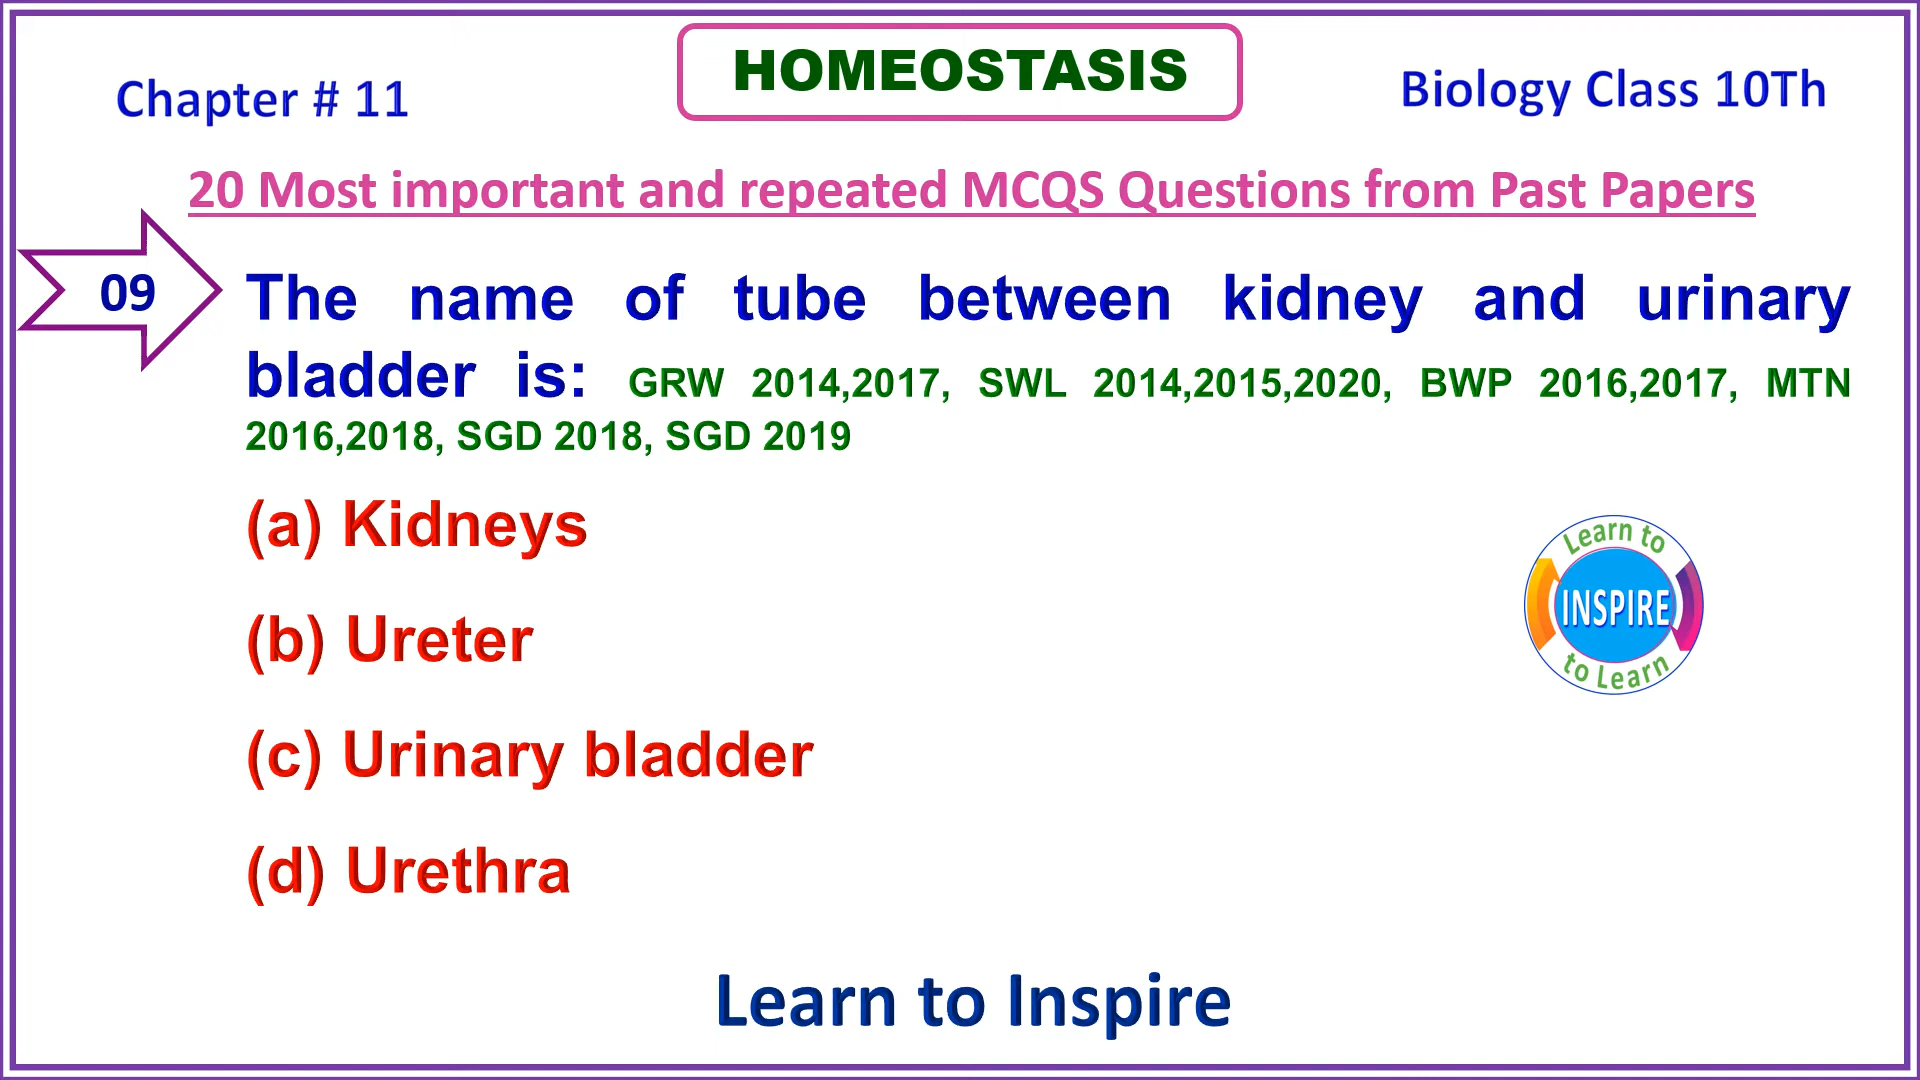 HOMEOSTASIS
Chapter # 11
Biology Class 10Th
20 Most important and repeated MCQS Questions from Past Papers
09
The name of tube between kidney and urinary
bladder is: GRW 2014,2017, SWL 2014,2015,2020, BWP 2016,2017, MTN
2016,2018, SGD 2018, SGD 2019
(a) Kidneys
(b) Ureter
(c) Urinary bladder
(d) Urethra
Learn to
INSPIRE
to Learn
Learn to Inspire